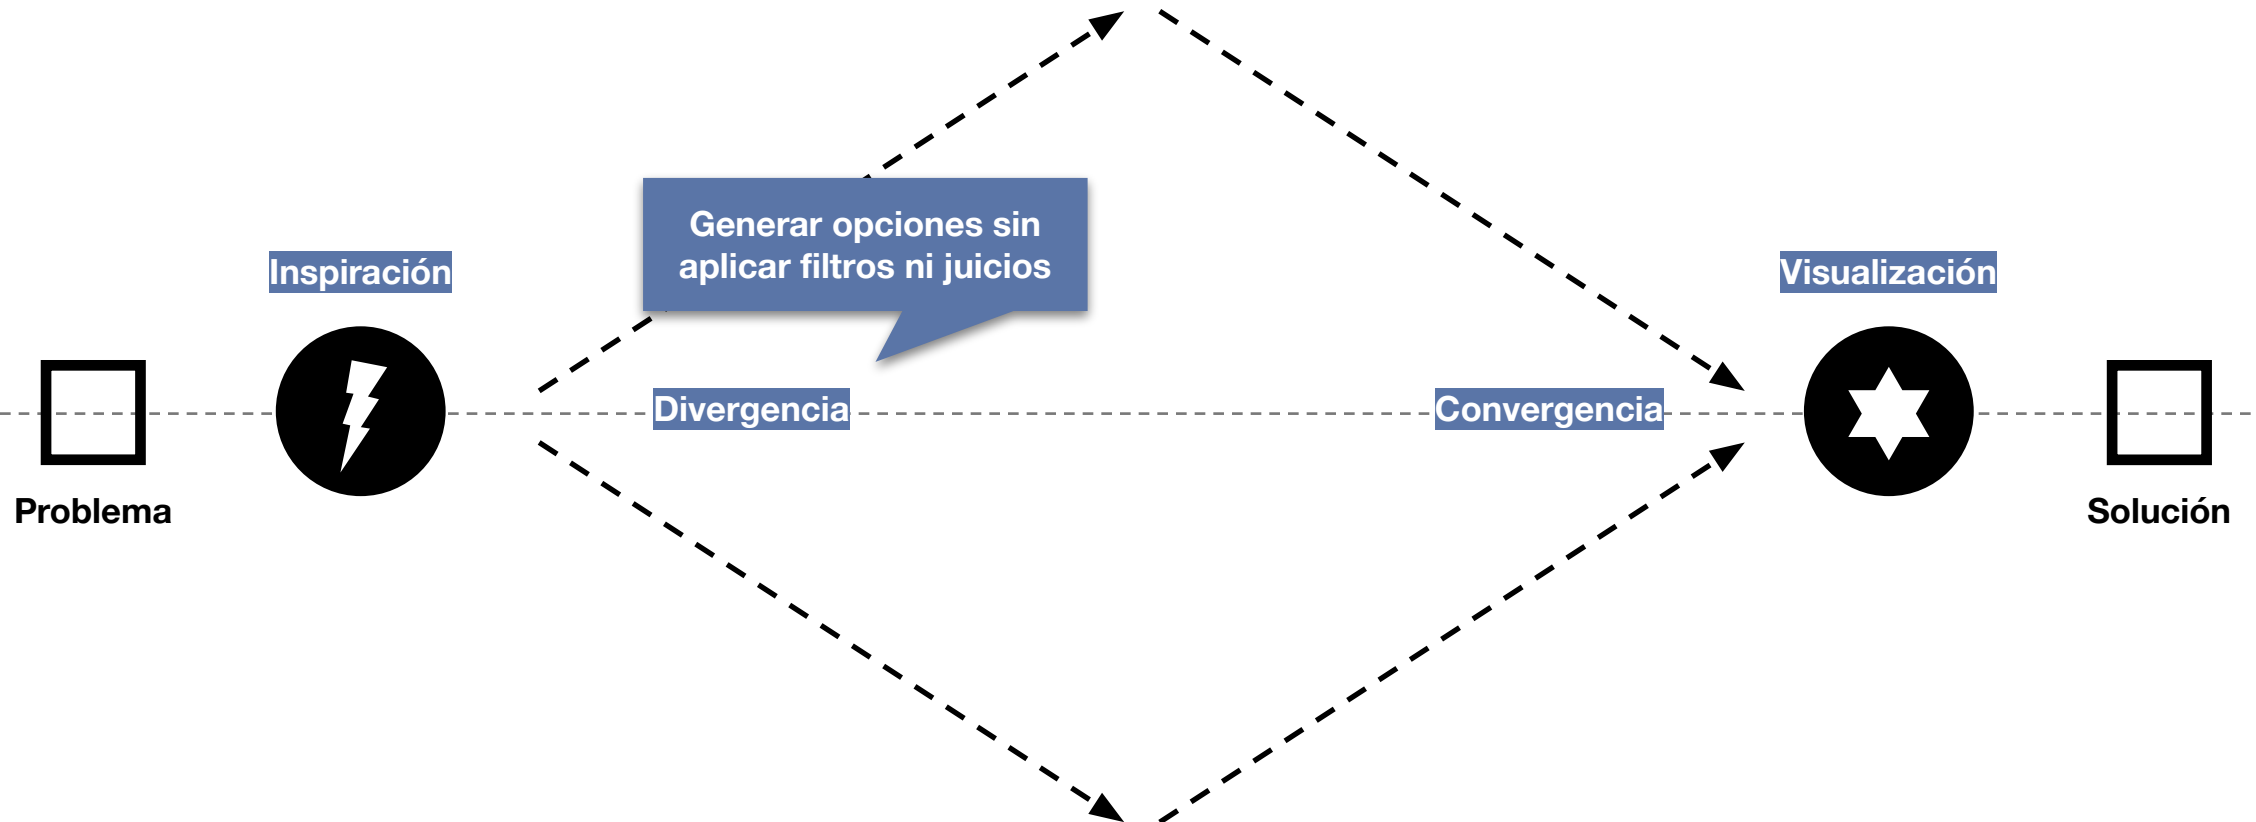 Generar opciones sin
aplicar filtros ni juicios
Inspiración
Visualización
Divergencia
Convergencia
Problema
Solución